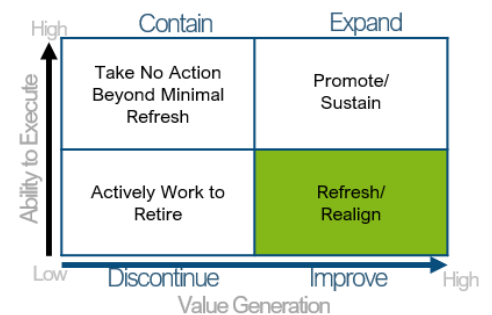 High
Contain
Expand
Ability to Execute
Take No Action
Beyond Minimal
Refresh
Promote/
Sustain
Actively Work to
Retire
Refresh/
Realign
Low
Discontinue
Improve
High
Value Generation